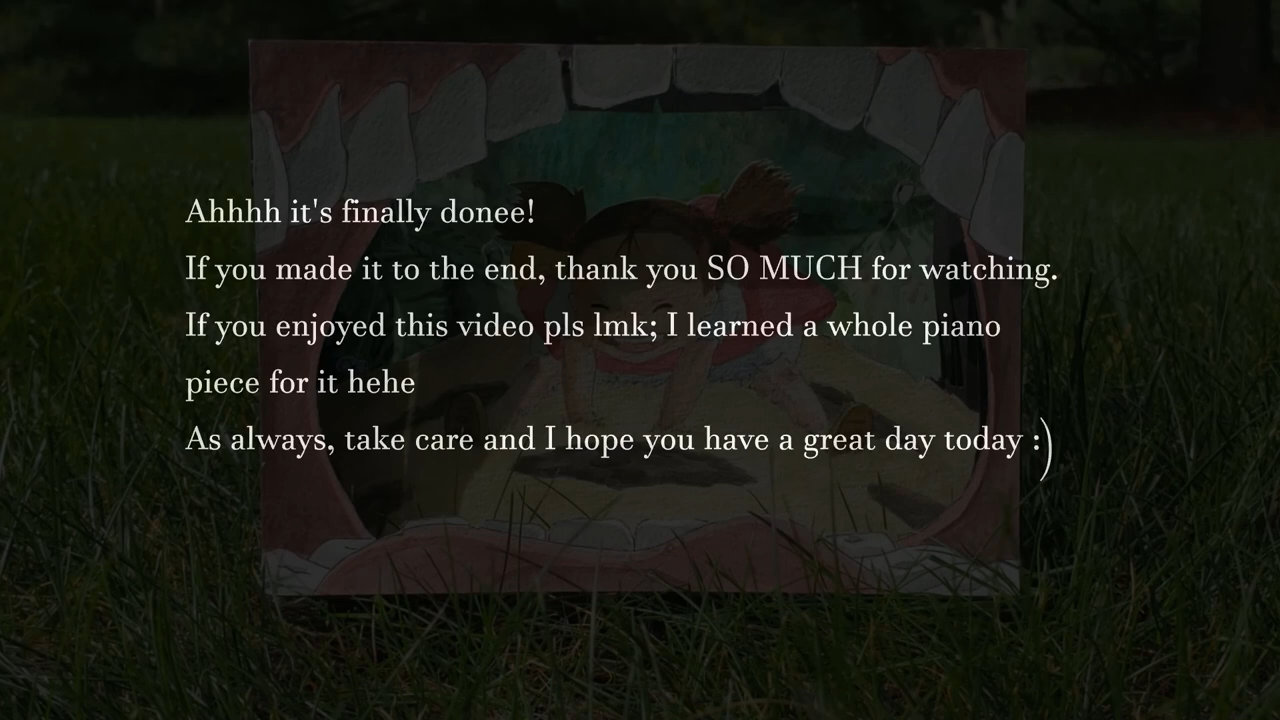 Ahhhh it's finally donee!
If you made it to the end, thank you SO MUCH for watching.
If you enjoyed this video pls lmk; I learned a whole piano
piece for it hehe
As always, take care and I hope you have a great day today :)